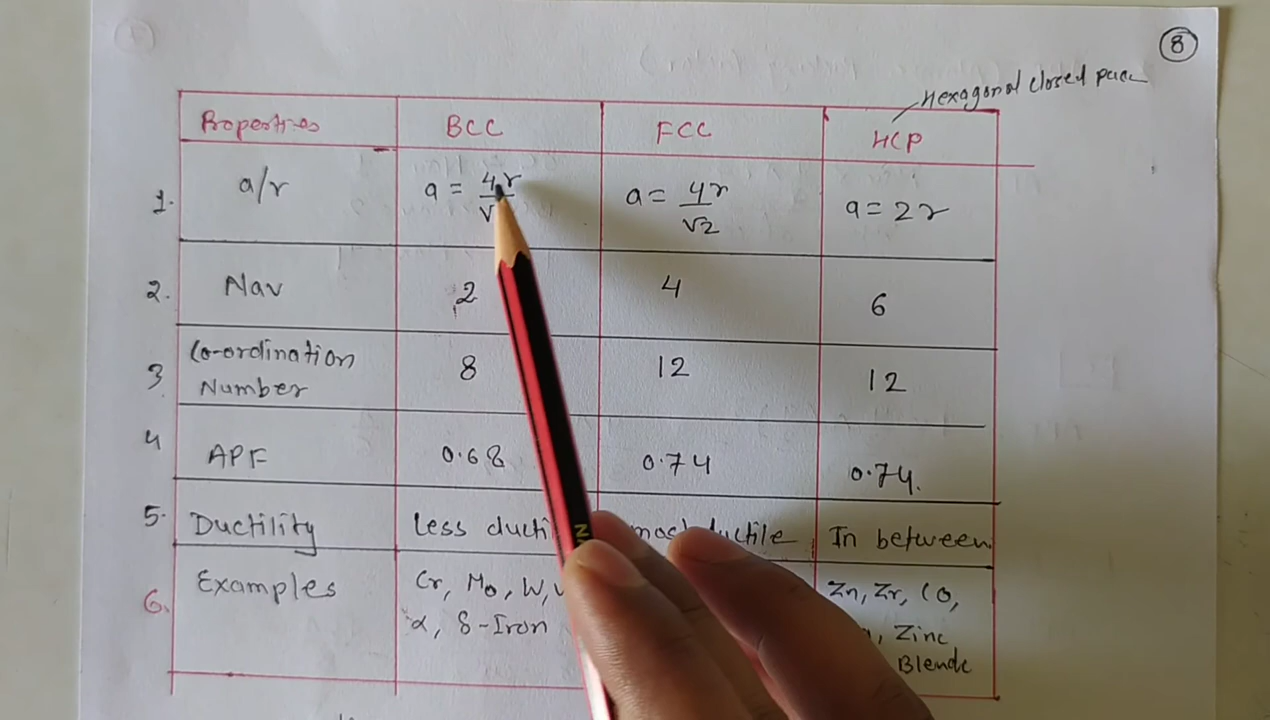 8
Hexagonal closed pac
Properties BCC FCC HCP
1. a/r a = 4r/√ a = 4r/√2 a = 2r
2. Nav 2 4 6
3 Co-ordination Number 8 12 12
4 APF 0.68 0.74 0.74.
5. Ductility Less ducti ductile In between
6. Examples Cr, Mo, W, Zn, Zr, Co,
α, δ-Iron , Zinc
Blende